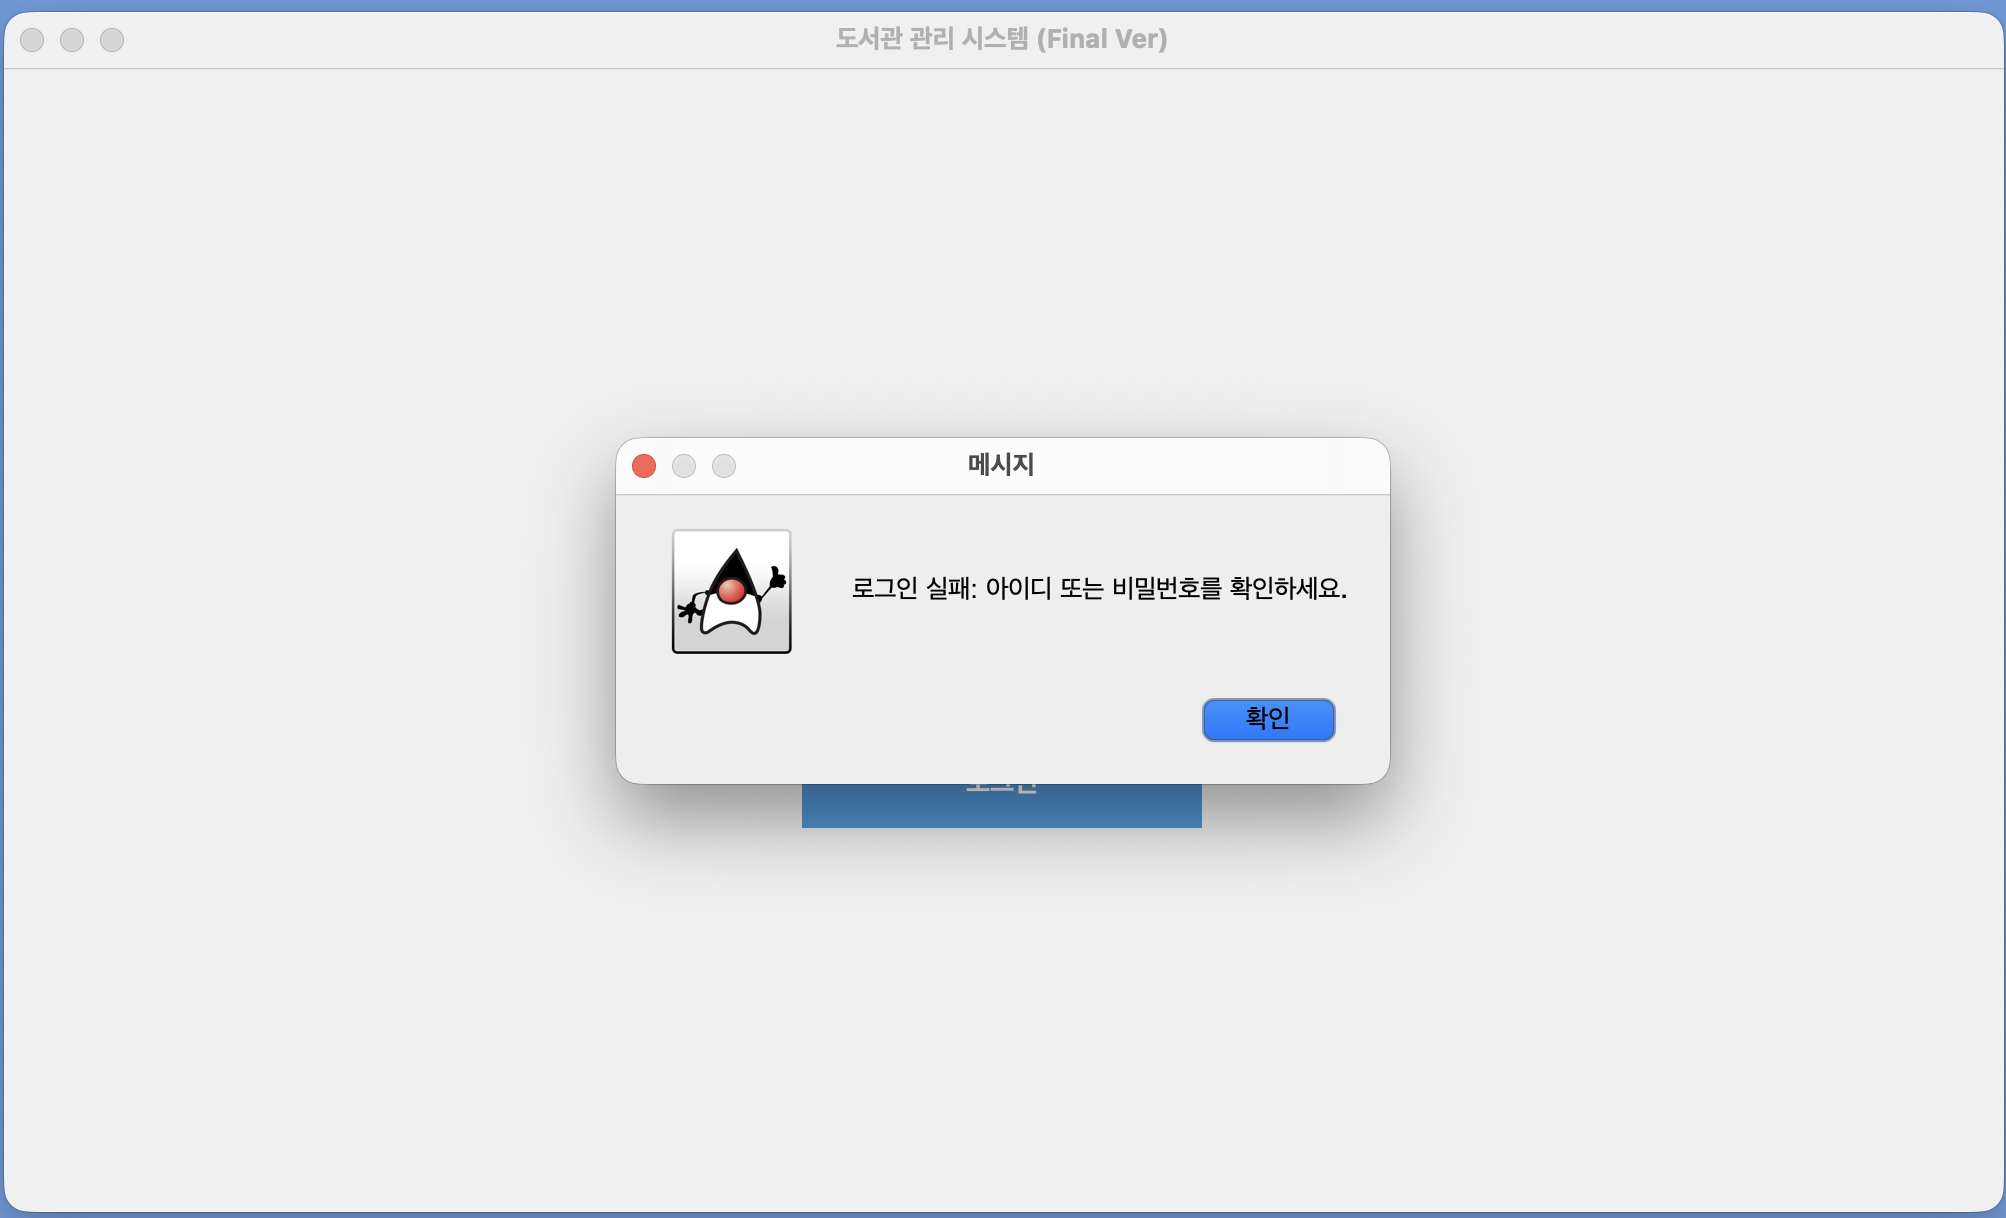 도서관 관리 시스템 (Final Ver)
메시지
로그인 실패: 아이디 또는 비밀번호를 확인하세요.
확인